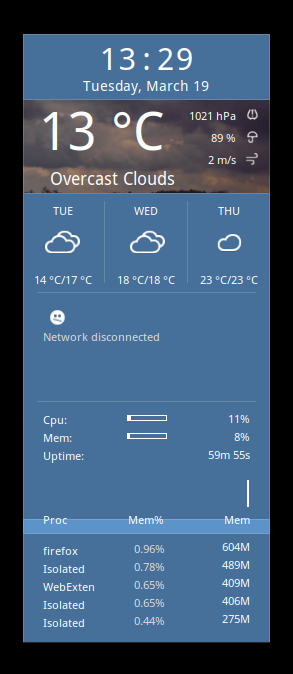 13:29
Tuesday, March 19
13 °C
1021 hPa
89 %
2 m/s
Overcast Clouds
TUE WED THU
14 °C/17 °C 18 °C/18 °C 23 °C/23 °C
Network disconnected
Cpu: 11%
Mem: 8%
Uptime: 59m 55s
Proc Mem% Mem
firefox 0.96% 604M
Isolated 0.78% 489M
WebExten 0.65% 409M
Isolated 0.65% 406M
Isolated 0.44% 275M